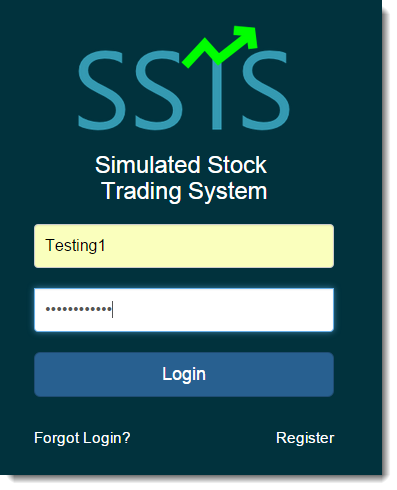 SSTS
Simulated Stock
Trading System
Testing1
••••••••••••
Login
Forgot Login? Register